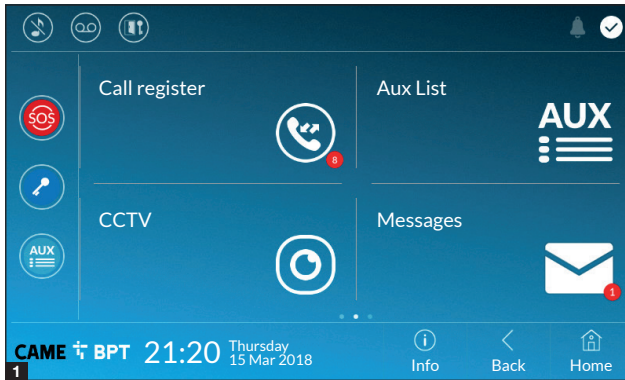 Call register
8
Aux List
AUX
SOS
AUX
CCTV
Messages
1
CAME BPT 21:20 Thursday
15 Mar 2018
Info
Back
Home
1